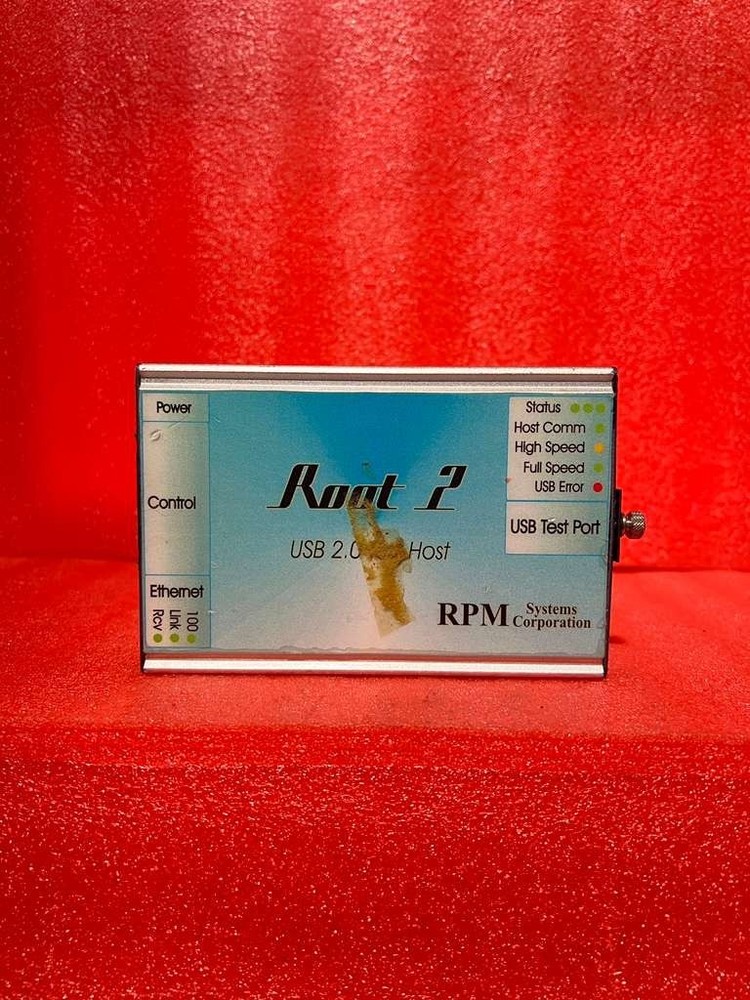 Power
Control
Ethernet
Rcv
Link
100
Root 2
USB 2.0 Host
Status
Host Comm
High Speed
Full Speed
USB Error
USB Test Port
RPM Systems
Corporation